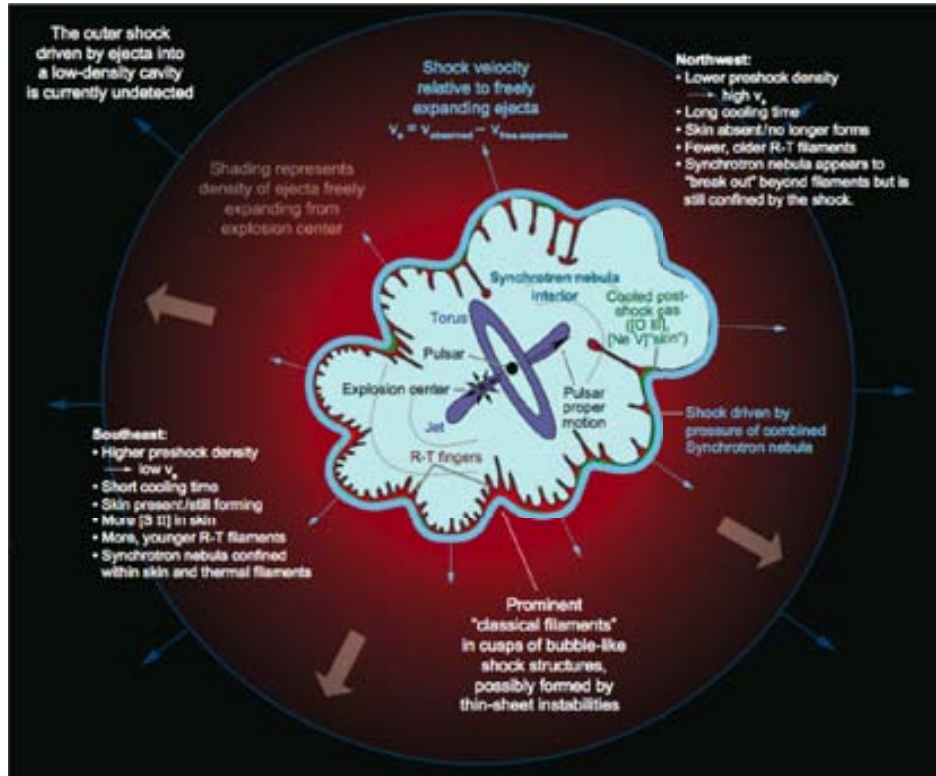 The outer shock
driven by ejecta into
a low-density cavity
is currently undetected
Shock velocity
relative to freely
expanding ejecta
vₛ = v_observed − v_free expansion
Northwest:
• Lower preshock density
→ high vₛ
• Long cooling time
• Skin absent/no longer forms
• Fewer, older R-T filaments
• Synchrotron nebula appears to
"break out" beyond filaments but is
still confined by the shock.
Shading represents
density of ejecta freely
expanding from
explosion center
Synchrotron nebula
interior
Cooled post-
shock gas
([O III],
[Ne V]"skin")
Torus
Pulsar
Explosion center
Jet
Pulsar
proper
motion
R-T fingers
Shock driven by
pressure of combined
Synchrotron nebula
Southeast:
• Higher preshock density
→ low vₛ
• Short cooling time
• Skin present/still forming
• More [S II] in skin
• More, younger R-T filaments
• Synchrotron nebula confined
within skin and thermal filaments
Prominent
"classical filaments"
in cusps of bubble-like
shock structures,
possibly formed by
thin-sheet instabilities